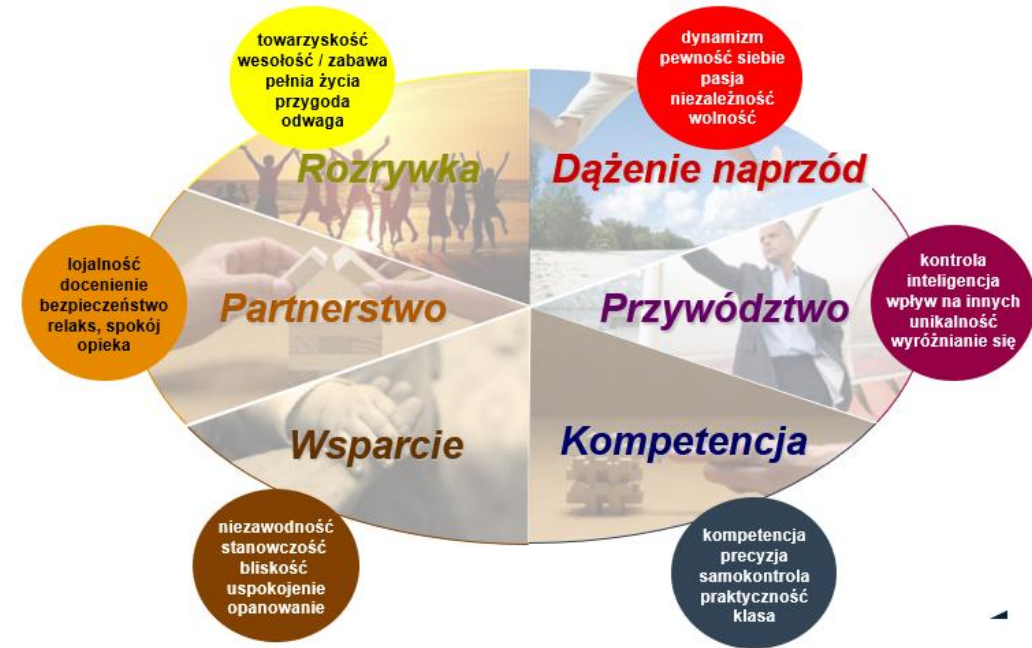 towarzyskość
wesołość / zabawa
pełnia życia
przygoda
odwaga
dynamizm
pewność siebie
pasja
niezależność
wolność
Rozrywka
Dążenie naprzód
lojalność
docenienie
bezpieczeństwo
relaks, spokój
opieka
Partnerstwo
Przywództwo
kontrola
inteligencja
wpływ na innych
unikalność
wyróżnianie się
Wsparcie
Kompetencja
niezawodność
stanowczość
bliskość
uspokojenie
opanowanie
kompetencja
precyzja
samokontrola
praktyczność
klasa